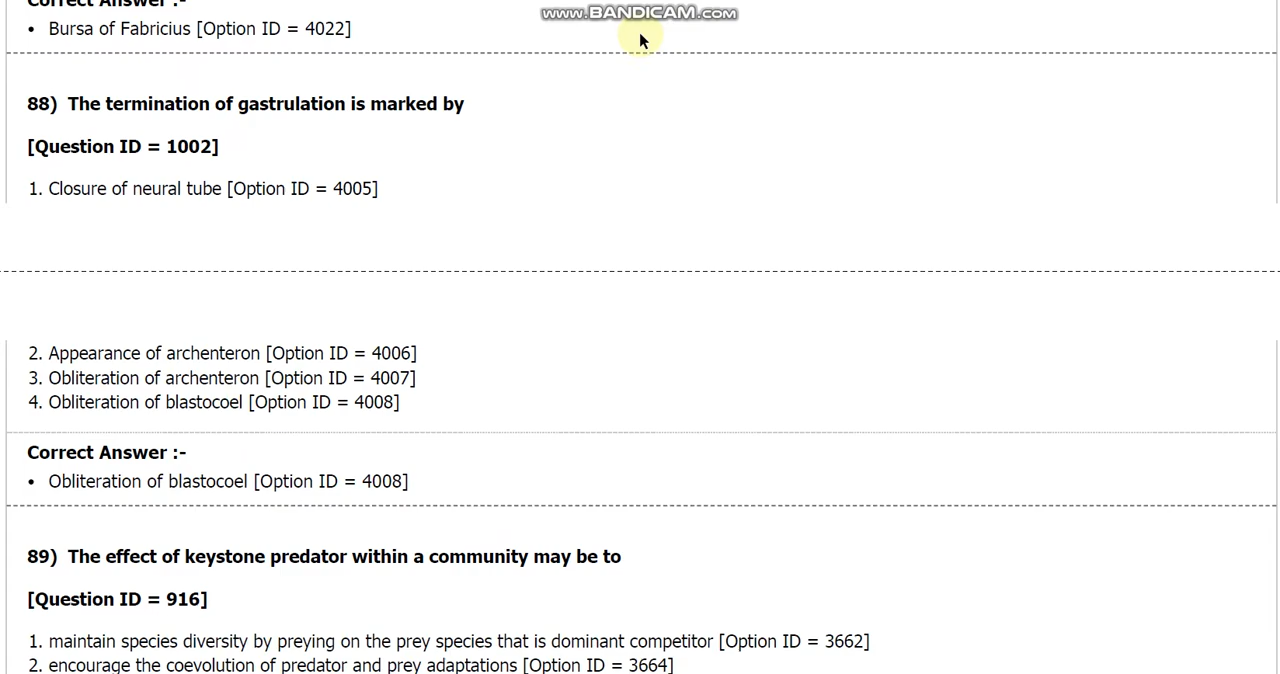 Correct Answer :-
www.BANDICAM.com
• Bursa of Fabricius [Option ID = 4022]
88) The termination of gastrulation is marked by
[Question ID = 1002]
1. Closure of neural tube [Option ID = 4005]
2. Appearance of archenteron [Option ID = 4006]
3. Obliteration of archenteron [Option ID = 4007]
4. Obliteration of blastocoel [Option ID = 4008]
Correct Answer :-
• Obliteration of blastocoel [Option ID = 4008]
89) The effect of keystone predator within a community may be to
[Question ID = 916]
1. maintain species diversity by preying on the prey species that is dominant competitor [Option ID = 3662]
2. encourage the coevolution of predator and prey adaptations [Option ID = 3664]